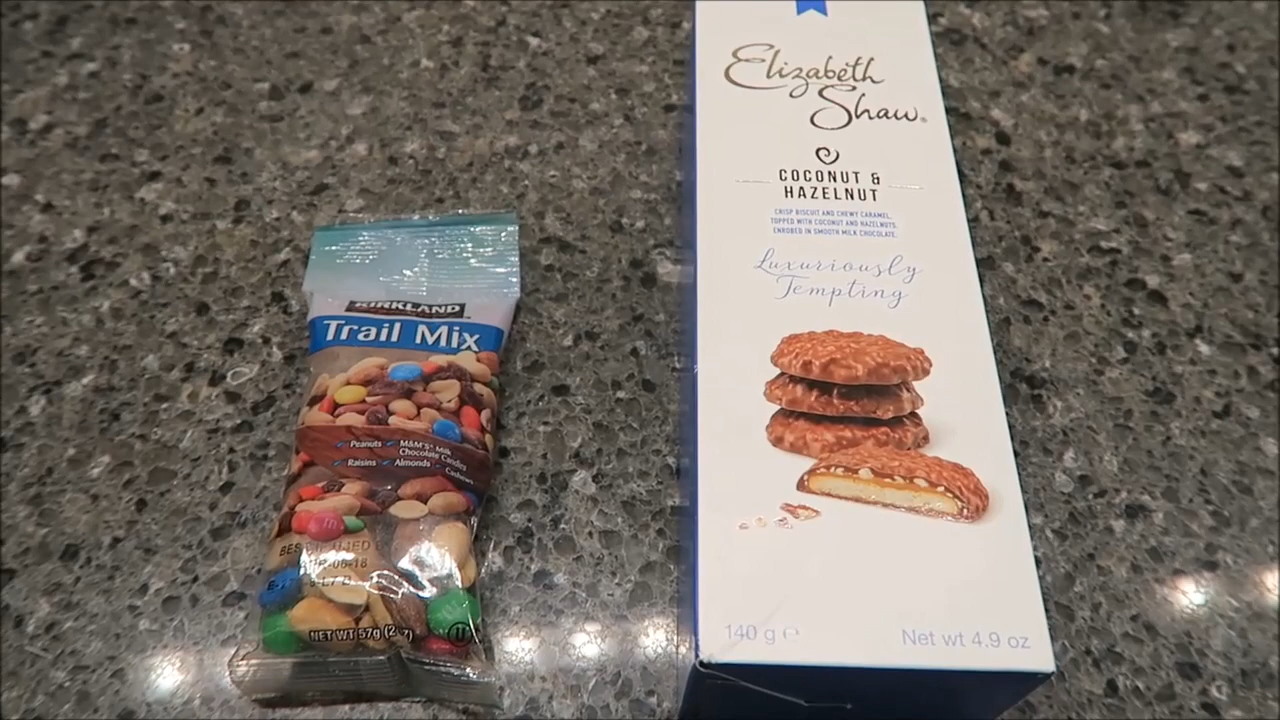 KIRKLAND
Trail Mix
Peanuts
M&M'S® Milk
Chocolate Candies
Raisins
Almonds
Cashews
NET WT 57g
Elizabeth
Shaw®
COCONUT &
HAZELNUT
CRISP BISCUIT AND CHEWY CARAMEL,
TOPPED WITH COCONUT AND HAZELNUTS,
ENROBED IN SMOOTH MILK CHOCOLATE.
Luxuriously
Tempting
140 g ℮
Net wt 4.9 oz